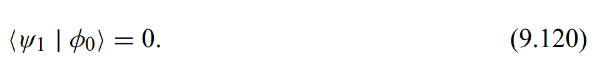 ⟨ψ₁ | ϕ₀⟩ = 0. (9.120)